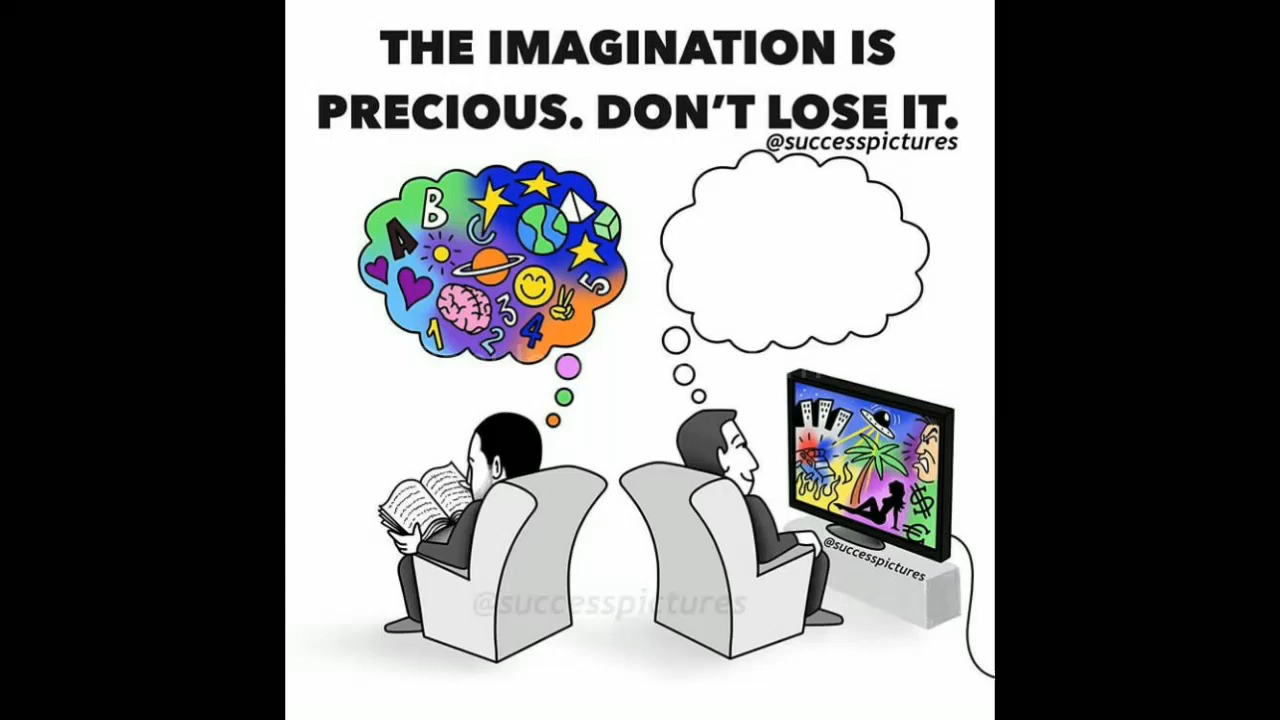 THE IMAGINATION IS
PRECIOUS. DON'T LOSE IT.
@successpictures
A B C
1 2 3 4 5
$
€
@successpictures
@successpictures